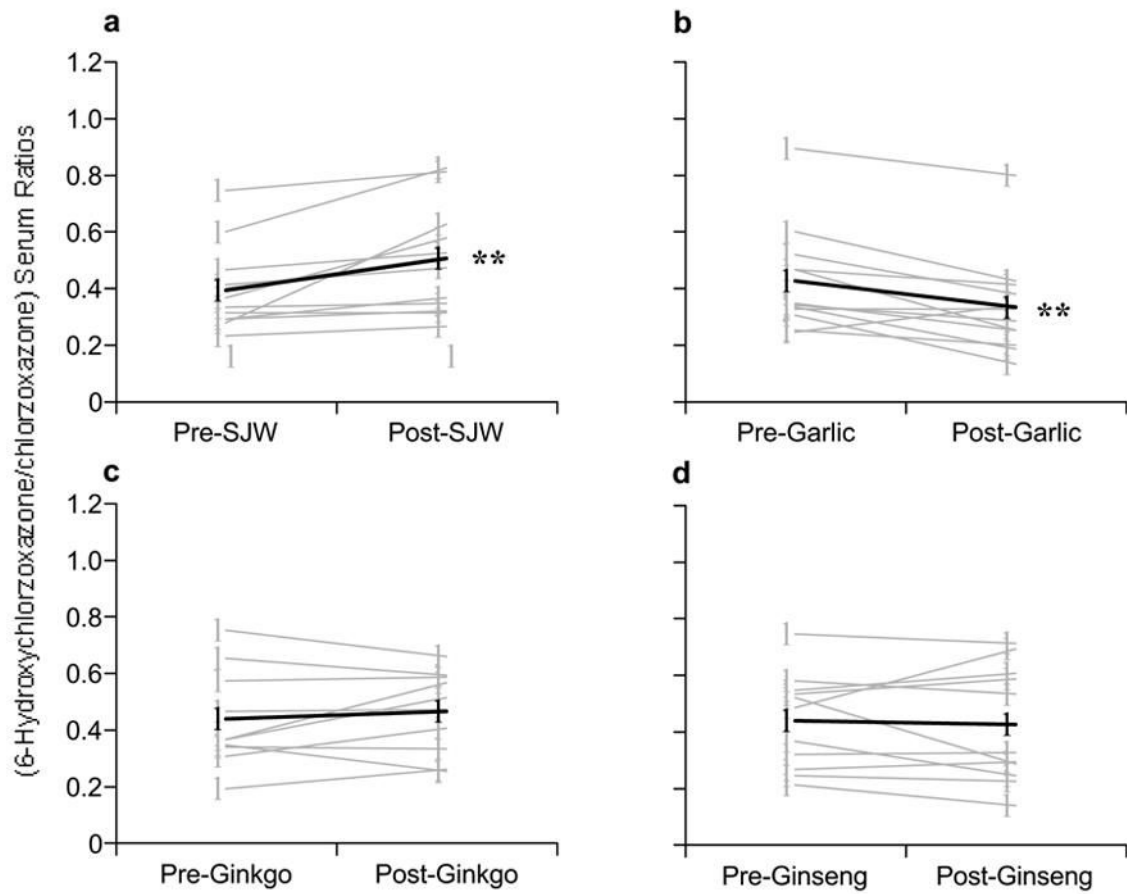 a
b
(6-Hydroxychlorzoxazone/chlorzoxazone) Serum Ratios
1.2
1.0
0.8
0.6
0.4
0.2
0
**
**
Pre-SJW Post-SJW
Pre-Garlic Post-Garlic
c
d
1.2
1.0
0.8
0.6
0.4
0.2
0
Pre-Ginkgo Post-Ginkgo
Pre-Ginseng Post-Ginseng